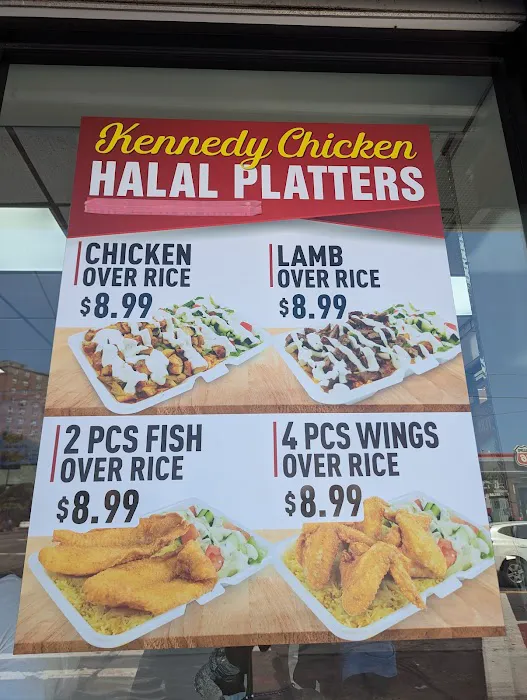 Kennedy Chicken
HALAL PLATTERS
CHICKEN
OVER RICE
$8.99
LAMB
OVER RICE
$8.99
2 PCS FISH
OVER RICE
$8.99
4 PCS WINGS
OVER RICE
$8.99